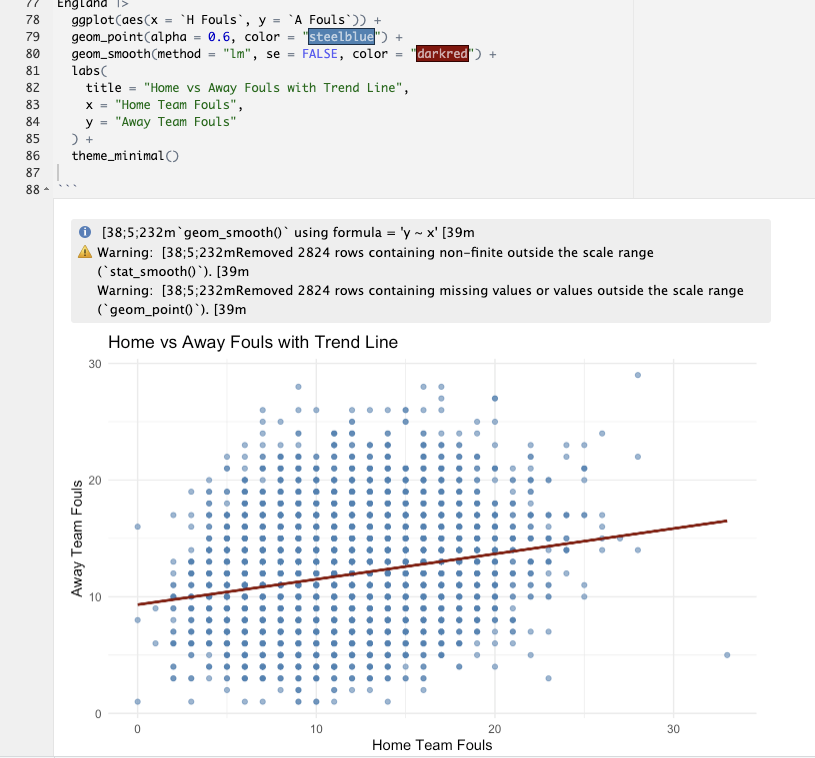 77 England |>
78 ggplot(aes(x = `H Fouls`, y = `A Fouls`)) +
79 geom_point(alpha = 0.6, color = "steelblue") +
80 geom_smooth(method = "lm", se = FALSE, color = "darkred") +
81 labs(
82 title = "Home vs Away Fouls with Trend Line",
83 x = "Home Team Fouls",
84 y = "Away Team Fouls"
85 ) +
86 theme_minimal()
87
88 ```
[38;5;232m`geom_smooth()` using formula = 'y ~ x' [39m
Warning: [38;5;232mRemoved 2824 rows containing non-finite outside the scale range
(`stat_smooth()`). [39m
Warning: [38;5;232mRemoved 2824 rows containing missing values or values outside the scale range
(`geom_point()`). [39m
Home vs Away Fouls with Trend Line
30
20
10
0
Away Team Fouls
0 10 20 30
Home Team Fouls